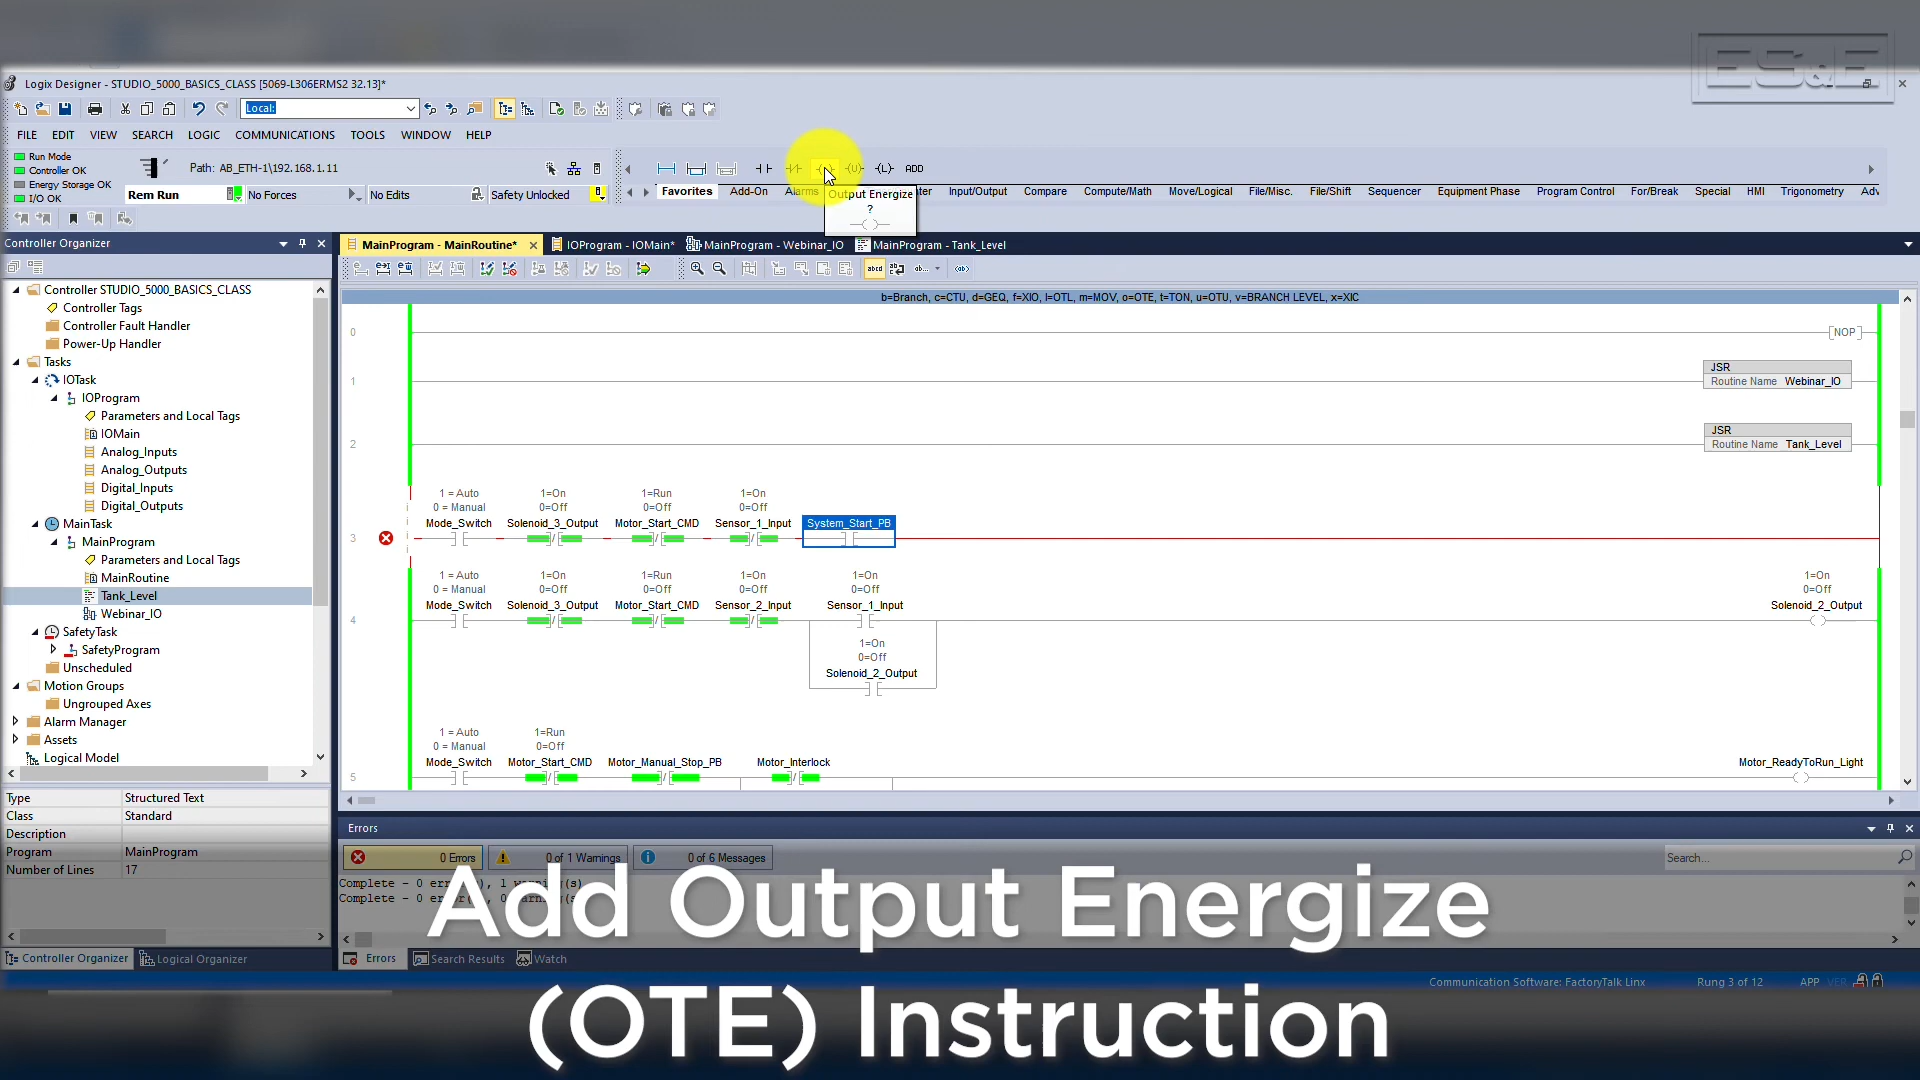 ES&E
Logix Designer - STUDIO_5000_BASICS_CLASS [5069-L306ERMS2 32.13]*
Local:
FILE EDIT VIEW SEARCH LOGIC COMMUNICATIONS TOOLS WINDOW HELP
Run Mode
Controller OK
Energy Storage OK
I/O OK
Path: AB_ETH-1\192.168.1.11
Rem Run No Forces No Edits Safety Unlocked
ADD
Favorites Add-On Alarms Input/Output Compare Compute/Math Move/Logical File/Misc. File/Shift Sequencer Equipment Phase Program Control For/Break Special HMI Trigonometry Adv
Output Energize
?
Controller Organizer
MainProgram - MainRoutine* IOProgram - IOMain* MainProgram - Webinar_IO MainProgram - Tank_Level
b=Branch, c=CTU, d=GEQ, f=XIO, l=OTL, m=MOV, o=OTE, t=TON, u=OTU, v=BRANCH LEVEL, x=XIC
Controller STUDIO_5000_BASICS_CLASS
Controller Tags
Controller Fault Handler
Power-Up Handler
Tasks
IOTask
IOProgram
Parameters and Local Tags
IOMain
Analog_Inputs
Analog_Outputs
Digital_Inputs
Digital_Outputs
MainTask
MainProgram
Parameters and Local Tags
MainRoutine
Tank_Level
Webinar_IO
SafetyTask
SafetyProgram
Unscheduled
Motion Groups
Ungrouped Axes
Alarm Manager
Assets
Logical Model
Type Structured Text
Class Standard
Description
Program MainProgram
Number of Lines 17
Controller Organizer Logical Organizer
0 NOP
1 JSR
Routine Name Webinar_IO
2 JSR
Routine Name Tank_Level
1 = Auto 1=On 1=Run 1=On
0 = Manual 0=Off 0=Off 0=Off
Mode_Switch Solenoid_3_Output Motor_Start_CMD Sensor_1_Input System_Start_PB
3
1 = Auto 1=On 1=Run 1=On 1=On 1=On
0 = Manual 0=Off 0=Off 0=Off 0=Off 0=Off
Mode_Switch Solenoid_3_Output Motor_Start_CMD Sensor_2_Input Sensor_1_Input Solenoid_2_Output
4
1=On
0=Off
Solenoid_2_Output
1 = Auto 1=Run
0 = Manual 0=Off
Mode_Switch Motor_Start_CMD Motor_Manual_Stop_PB Motor_Interlock Motor_ReadyToRun_Light
5
Errors
0 Errors 0 of 1 Warnings 0 of 6 Messages Search...
Errors Search Results Watch
Communication Software: FactoryTalk Linx Rung 3 of 12 APP VER
Add Output Energize
(OTE) Instruction